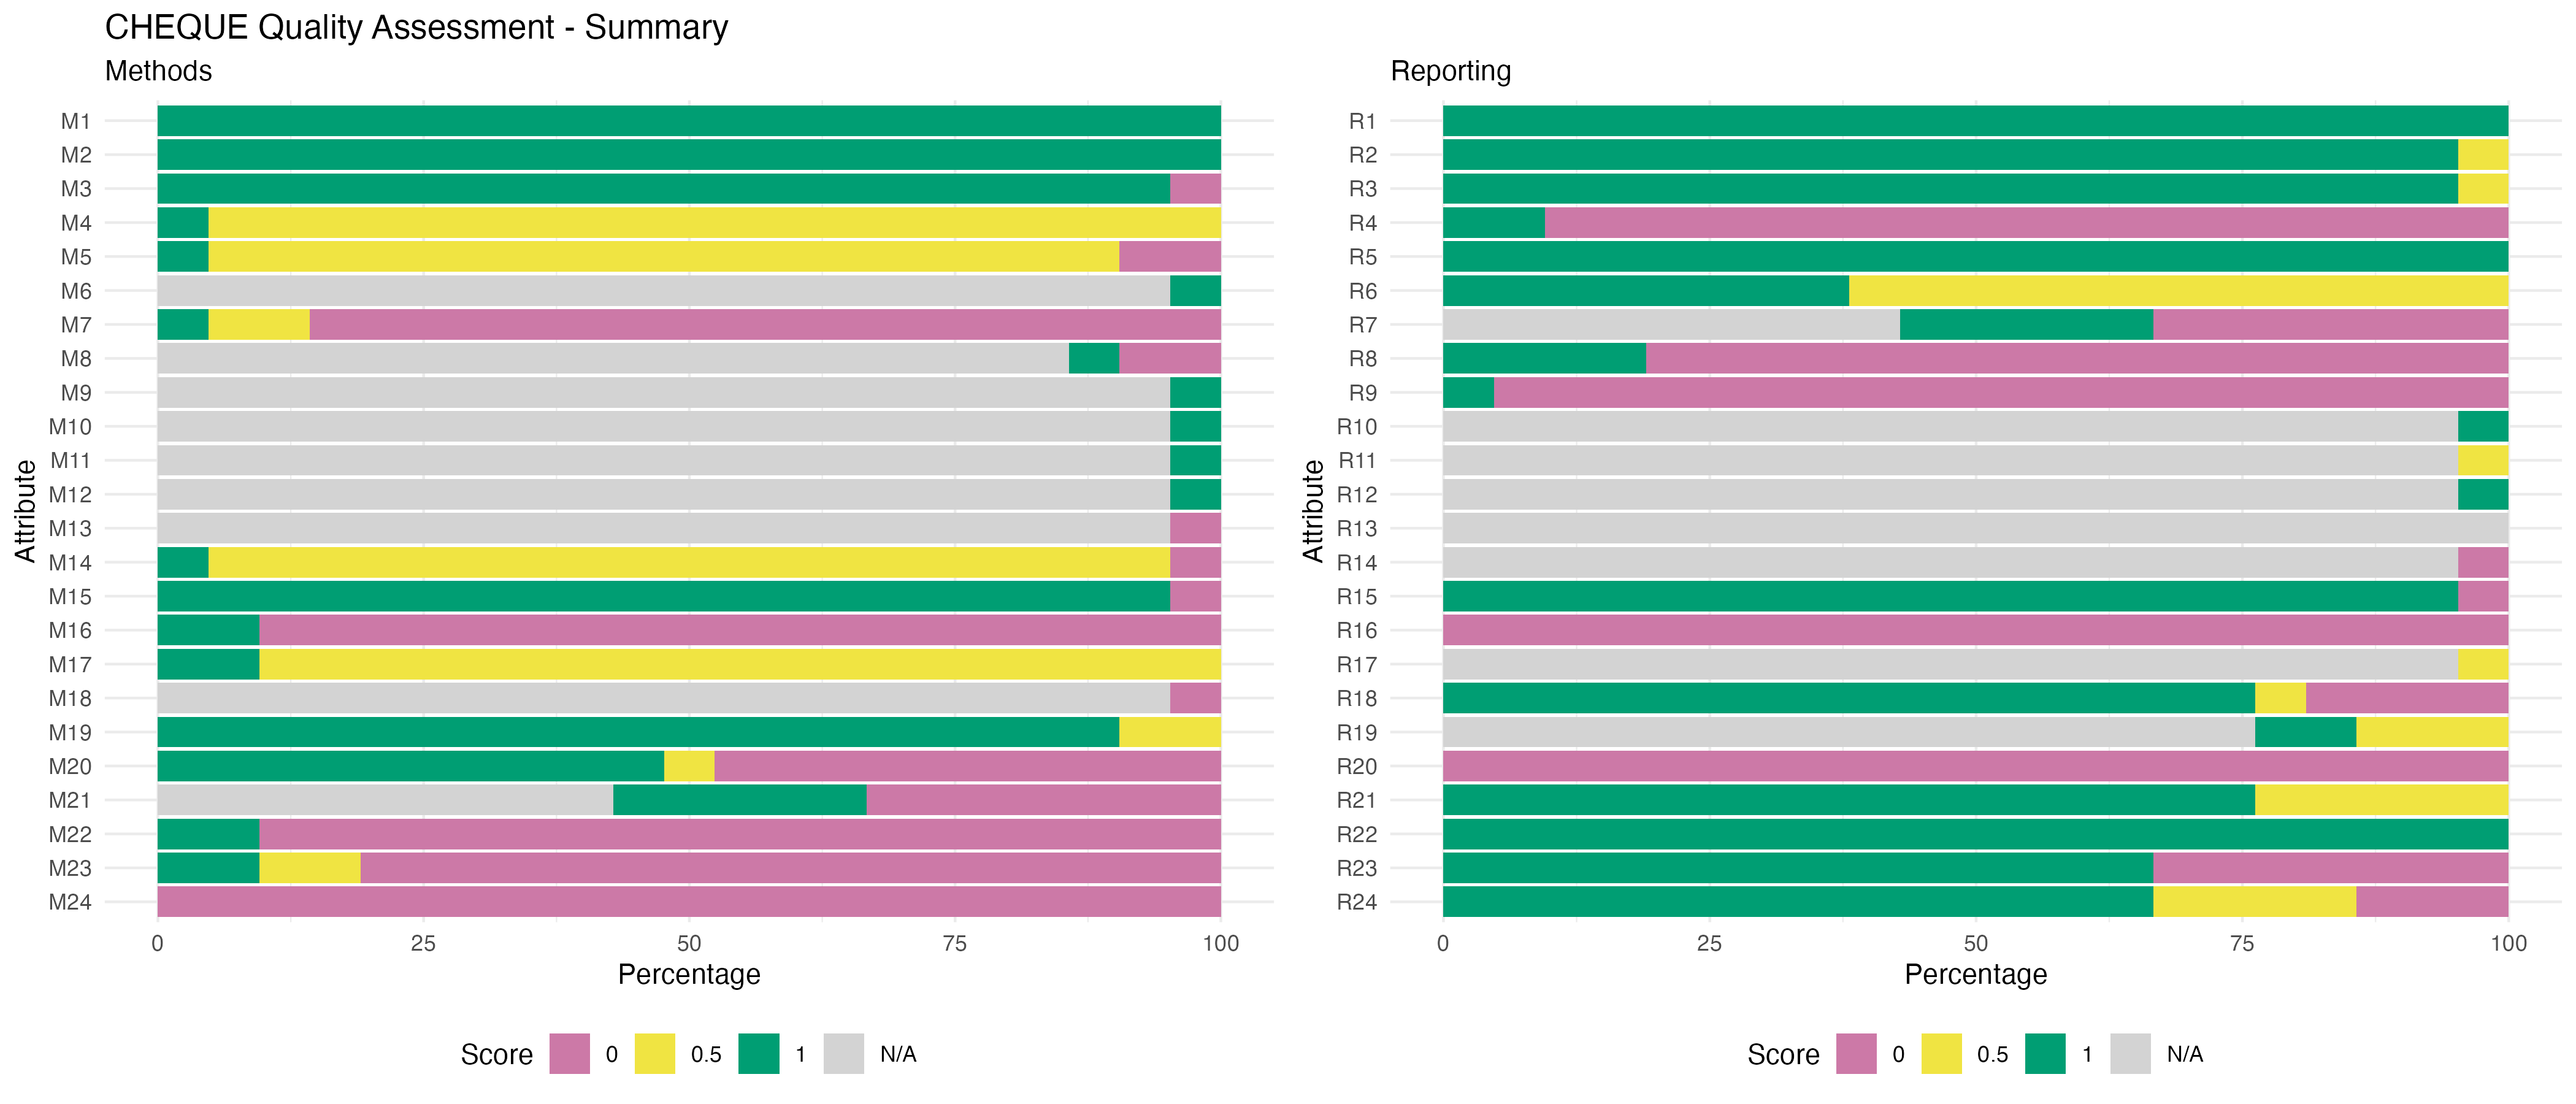 CHEQUE Quality Assessment - Summary
Methods
Attribute
M1
M2
M3
M4
M5
M6
M7
M8
M9
M10
M11
M12
M13
M14
M15
M16
M17
M18
M19
M20
M21
M22
M23
M24
0 25 50 75 100
Percentage
Score 0 0.5 1 N/A
Reporting
Attribute
R1
R2
R3
R4
R5
R6
R7
R8
R9
R10
R11
R12
R13
R14
R15
R16
R17
R18
R19
R20
R21
R22
R23
R24
0 25 50 75 100
Percentage
Score 0 0.5 1 N/A